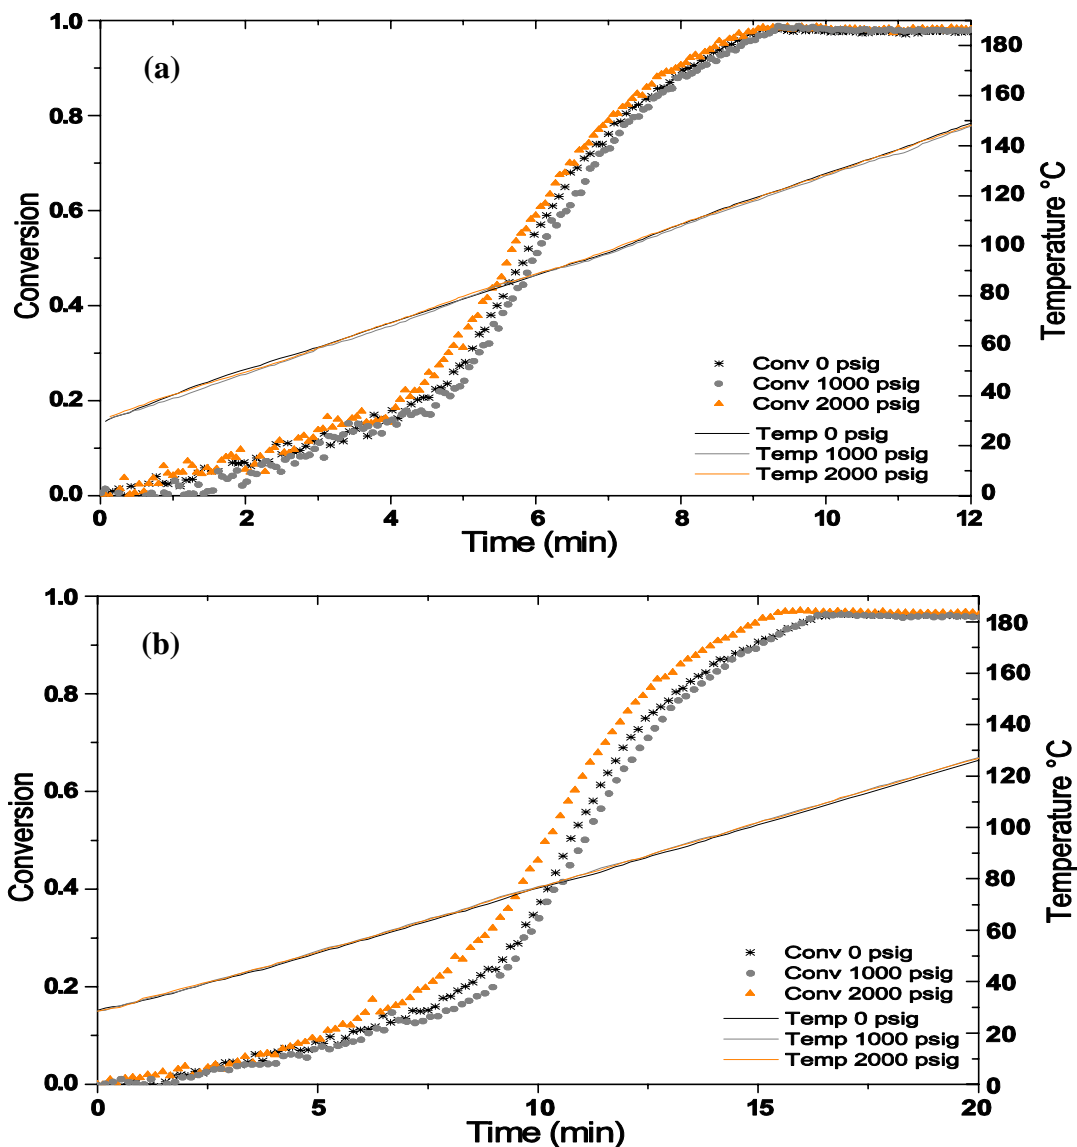 (a)
Conversion
1.0
0.8
0.6
0.4
0.2
0.0
0
2
4
6
8
10
12
Time (min)
Temperature °C
180
160
140
120
100
80
60
40
20
0
Conv 0 psig
Conv 1000 psig
Conv 2000 psig
Temp 0 psig
Temp 1000 psig
Temp 2000 psig
(b)
Conversion
1.0
0.8
0.6
0.4
0.2
0.0
0
5
10
15
20
Time (min)
Temperature °C
180
160
140
120
100
80
60
40
20
0
Conv 0 psig
Conv 1000 psig
Conv 2000 psig
Temp 0 psig
Temp 1000 psig
Temp 2000 psig